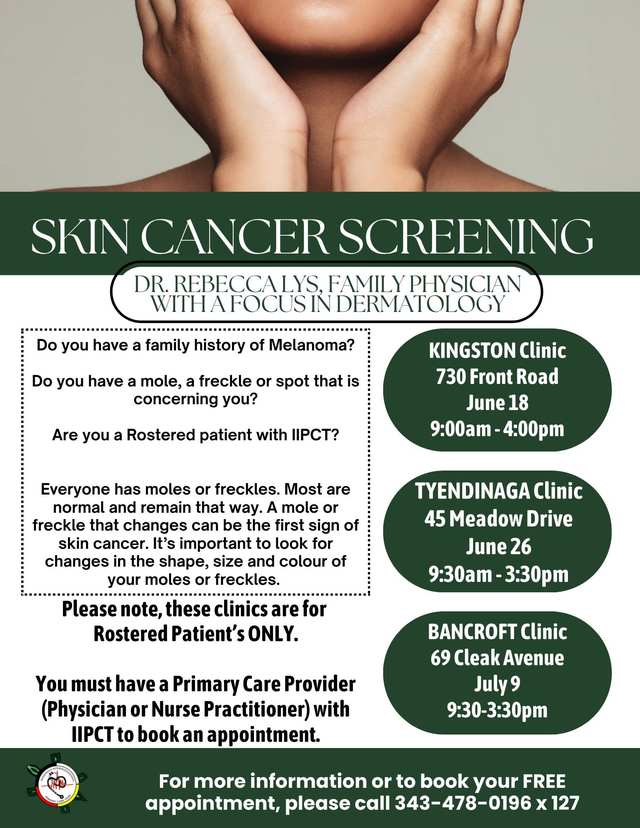 SKIN CANCER SCREENING
DR. REBECCA LYS, FAMILY PHYSICIAN
WITH A FOCUS IN DERMATOLOGY
Do you have a family history of Melanoma?
Do you have a mole, a freckle or spot that is
concerning you?
Are you a Rostered patient with IIPCT?
Everyone has moles or freckles. Most are
normal and remain that way. A mole or
freckle that changes can be the first sign of
skin cancer. It’s important to look for
changes in the shape, size and colour of
your moles or freckles.
Please note, these clinics are for
Rostered Patient’s ONLY.
You must have a Primary Care Provider
(Physician or Nurse Practitioner) with
IIPCT to book an appointment.
KINGSTON Clinic
730 Front Road
June 18
9:00am - 4:00pm
TYENDINAGA Clinic
45 Meadow Drive
June 26
9:30am - 3:30pm
BANCROFT Clinic
69 Cleak Avenue
July 9
9:30-3:30pm
For more information or to book your FREE
appointment, please call 343-478-0196 x 127